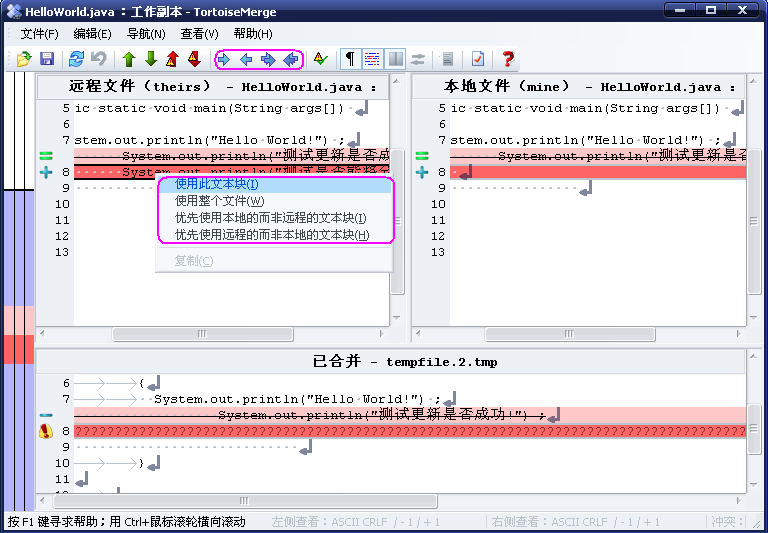 HelloWorld.java : 工作副本 - TortoiseMerge
文件(F) 编辑(E) 导航(N) 查看(V) 帮助(H)
远程文件 (theirs) - HelloWorld.java :
5 ic static void main(String args[])
6
7 stem.out.println("Hello World!") ;
System.out.println("测试更新是否成
8 System.out.println("测试是否能将
9
10
11
12
13
使用此文本块(I)
使用整个文件(W)
优先使用本地的而非远程的文本块(I)
优先使用远程的而非本地的文本块(H)
复制(C)
本地文件 (mine) - HelloWorld.java :
5 ic static void main(String args[])
6
7 stem.out.println("Hello World!") ;
System.out.println("测试更新是否
8
9
10
11
12
13
已合并 - tempfile.2.tmp
6 {
7 System.out.println("Hello World!") ;
System.out.println("测试更新是否成功!") ;
8 ????????????????????????????????????????????????????????????????????????????????
9
10 }
11
按 F1 键寻求帮助；用 Ctrl+鼠标滚轮横向滚动 左侧查看：ASCII CRLF / - 1 / + 1 右侧查看：ASCII CRLF / - 1 / + 1 冲突：